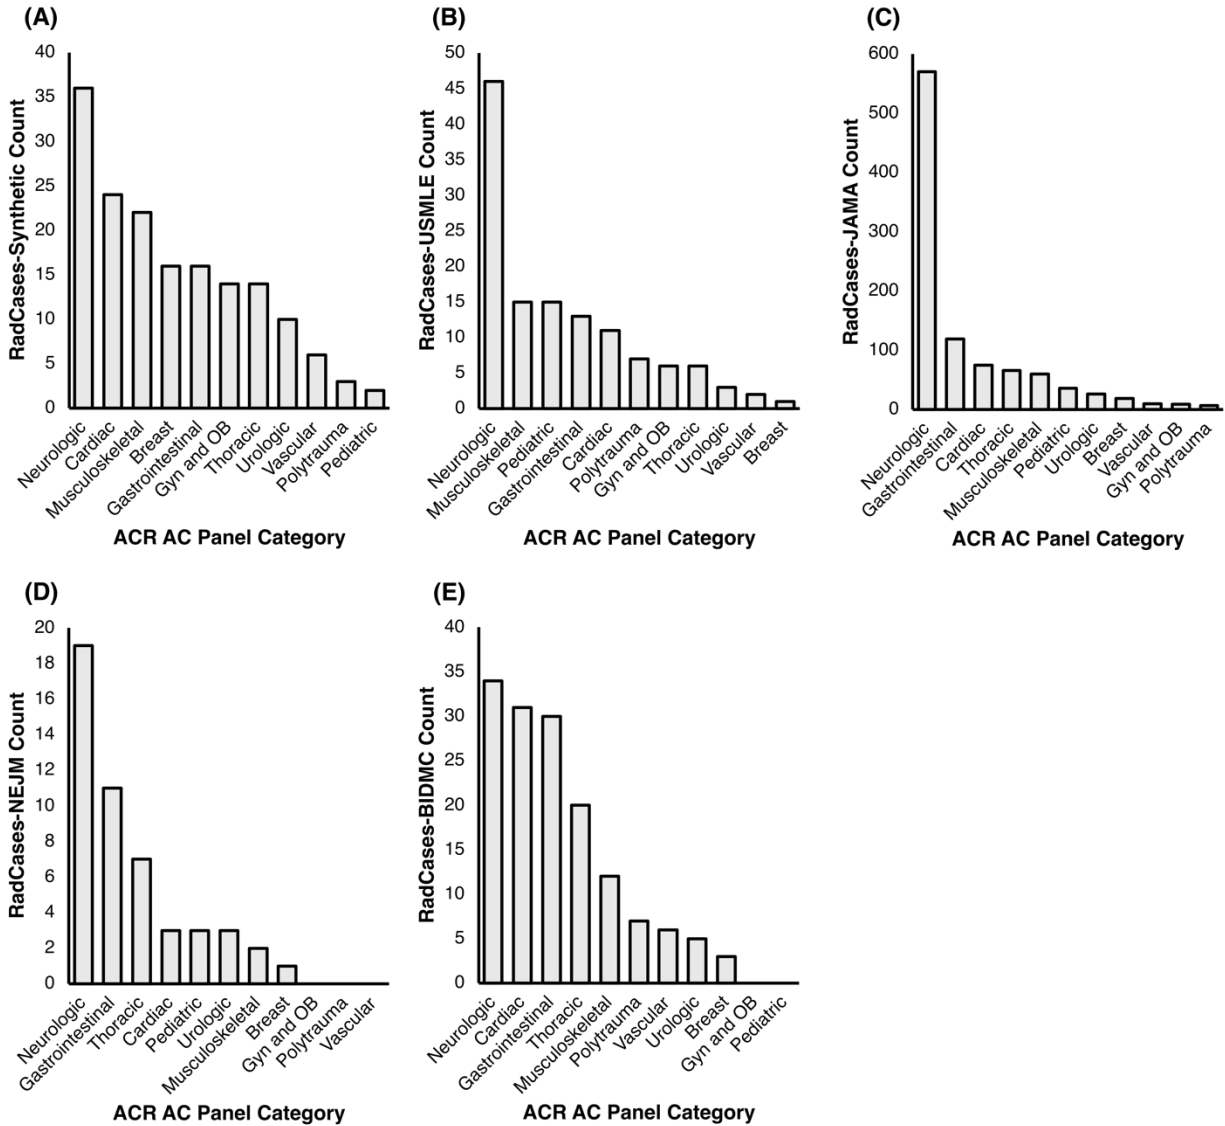 (A)
RadCases-Synthetic Count
40
35
30
25
20
15
10
5
0
Neurologic
Cardiac
Musculoskeletal
Breast
Gastrointestinal
Gyn and OB
Thoracic
Urologic
Vascular
Polytrauma
Pediatric
ACR AC Panel Category
(B)
RadCases-USMLE Count
50
45
40
35
30
25
20
15
10
5
0
Neurologic
Musculoskeletal
Pediatric
Gastrointestinal
Cardiac
Polytrauma
Gyn and OB
Thoracic
Urologic
Vascular
Breast
ACR AC Panel Category
(C)
RadCases-JAMA Count
600
500
400
300
200
100
0
Neurologic
Gastrointestinal
Cardiac
Thoracic
Musculoskeletal
Pediatric
Urologic
Breast
Vascular
Gyn and OB
Polytrauma
ACR AC Panel Category
(D)
RadCases-NEJM Count
20
18
16
14
12
10
8
6
4
2
0
Neurologic
Gastrointestinal
Thoracic
Cardiac
Pediatric
Urologic
Musculoskeletal
Breast
Gyn and OB
Polytrauma
Vascular
ACR AC Panel Category
(E)
RadCases-BIDMC Count
40
35
30
25
20
15
10
5
0
Neurologic
Cardiac
Gastrointestinal
Thoracic
Musculoskeletal
Polytrauma
Vascular
Urologic
Breast
Gyn and OB
Pediatric
ACR AC Panel Category